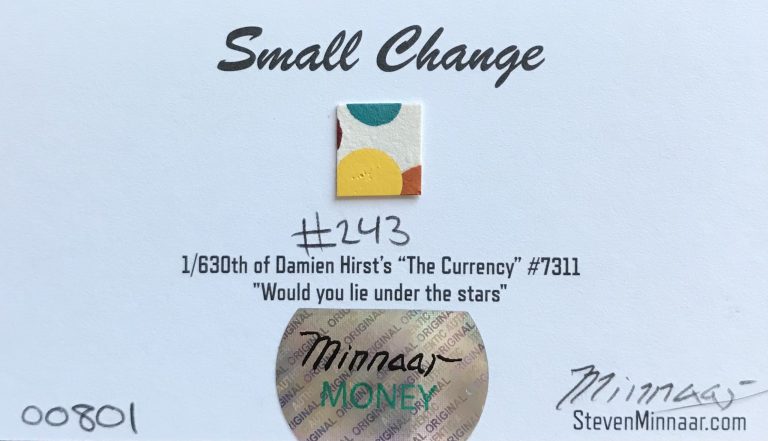 Small Change
#243
1/630th of Damien Hirst's "The Currency" #7311
"Would you lie under the stars"
Minnaar
MONEY
00801
Minnaar
StevenMinnaar.com